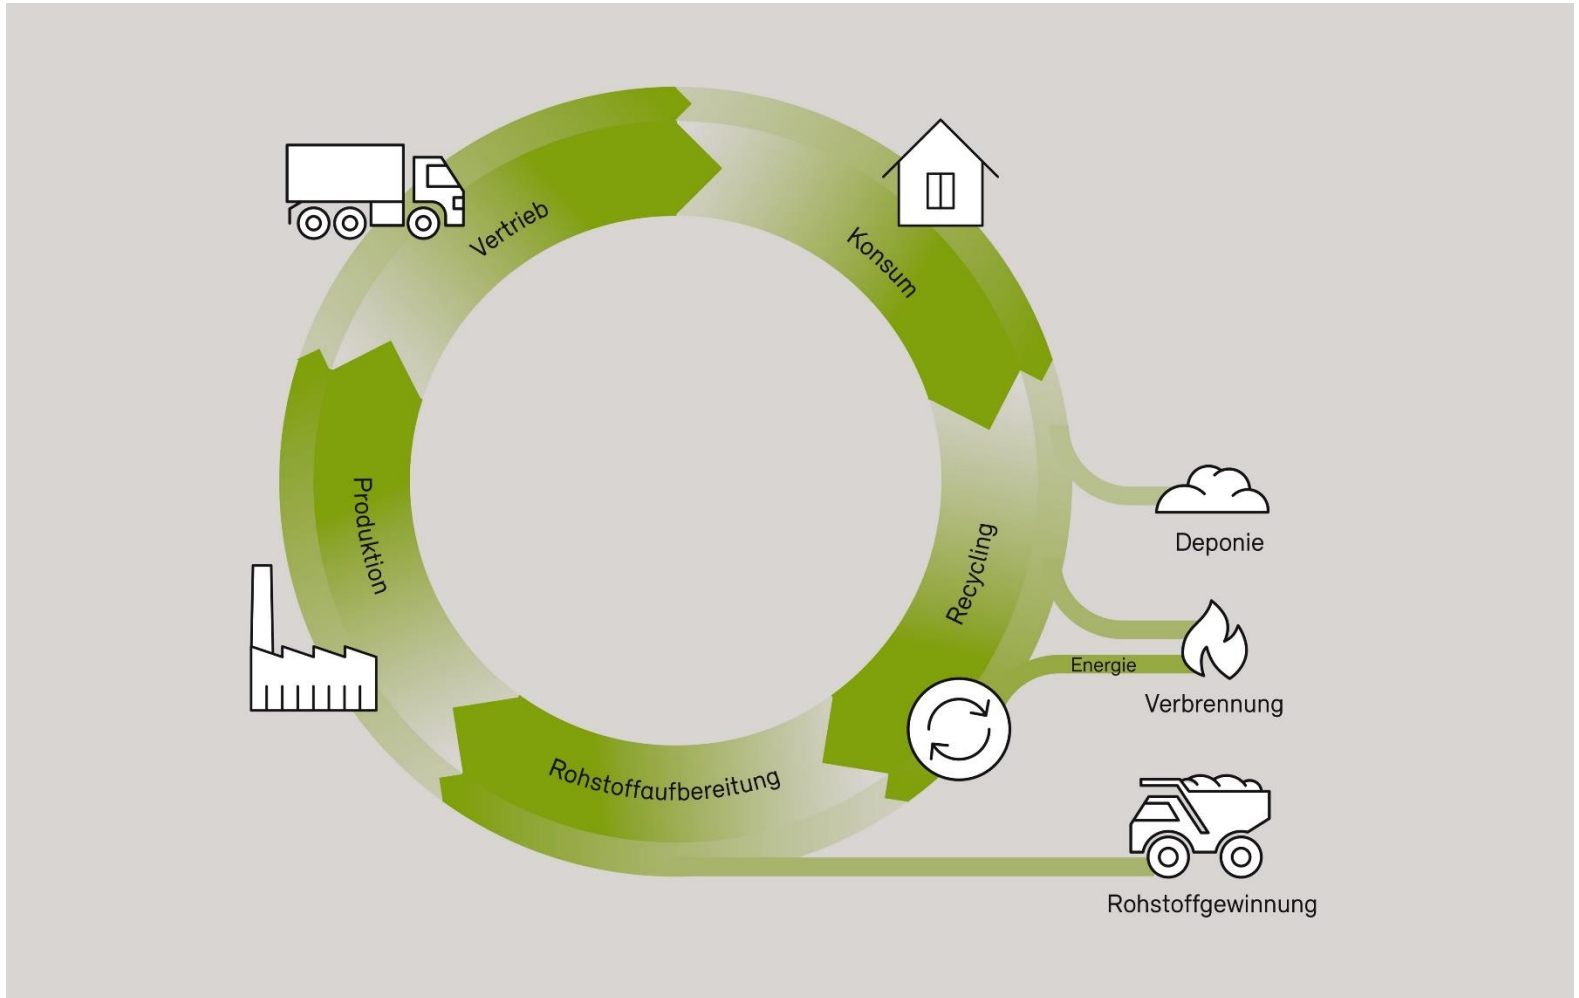 Vertrieb
Konsum
Produktion
Recycling
Deponie
Energie
Verbrennung
Rohstoffaufbereitung
Rohstoffgewinnung